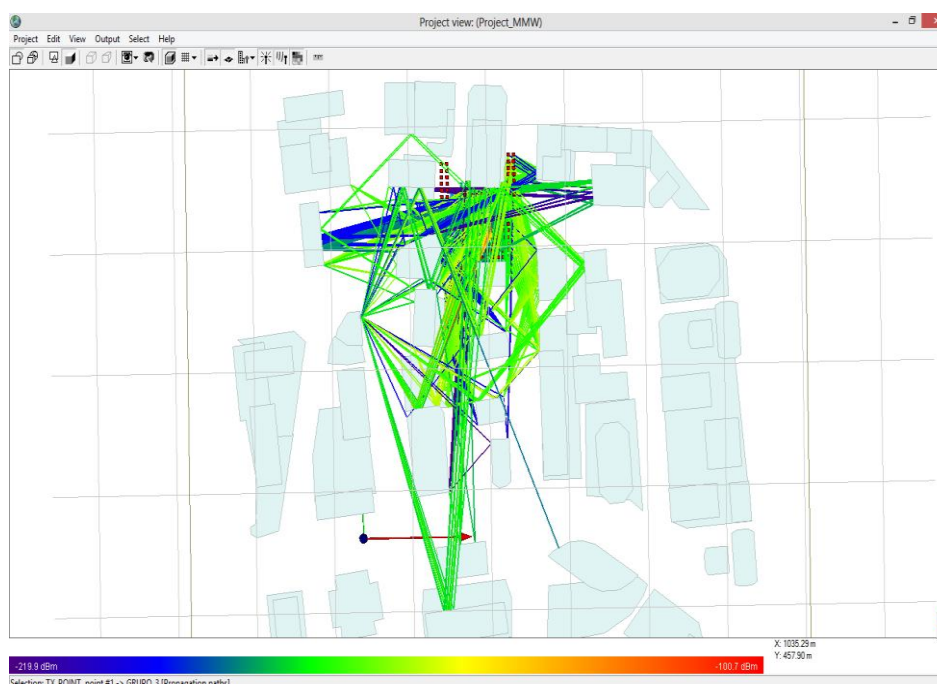 Project view: (Project_MMW)
Project Edit View Output Select Help
X: 1035.29 m
Y: 457.90 m
-219.9 dBm
-100.7 dBm
Selection: TX_POINT point #1 -> GRUPO_3 [Propagation paths]